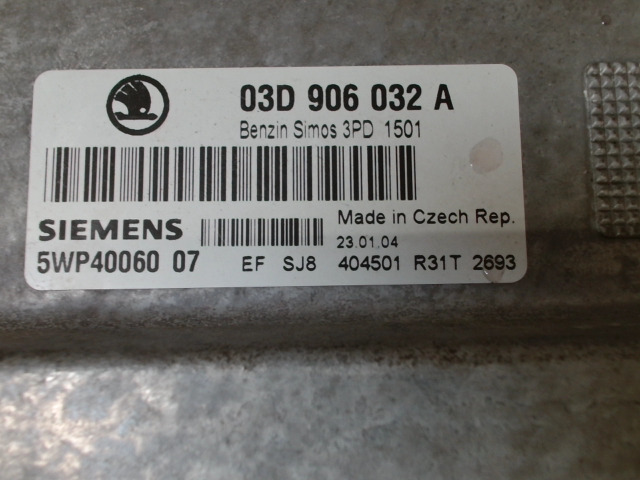 03D 906 032 A
Benzin Simos 3PD 1501
SIEMENS
Made in Czech Rep.
23.01.04
5WP40060 07 EF SJ8 404501 R31T 2693